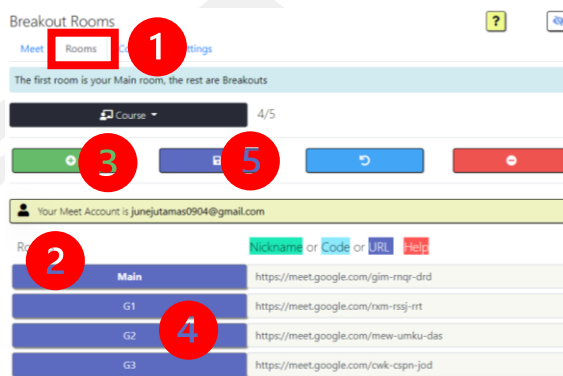 Breakout Rooms
?
Meet Rooms ttings
1
The first room is your Main room, the rest are Breakouts
Course 4/5
3 5
Your Meet Account is junejutamas0904@gmail.com
Nickname or Code or URL Help
2
Main https://meet.google.com/gim-rnqr-drd
G1 https://meet.google.com/rxm-rssj-rrt
4
G2 https://meet.google.com/mew-umku-das
G3 https://meet.google.com/cwk-cspn-jod